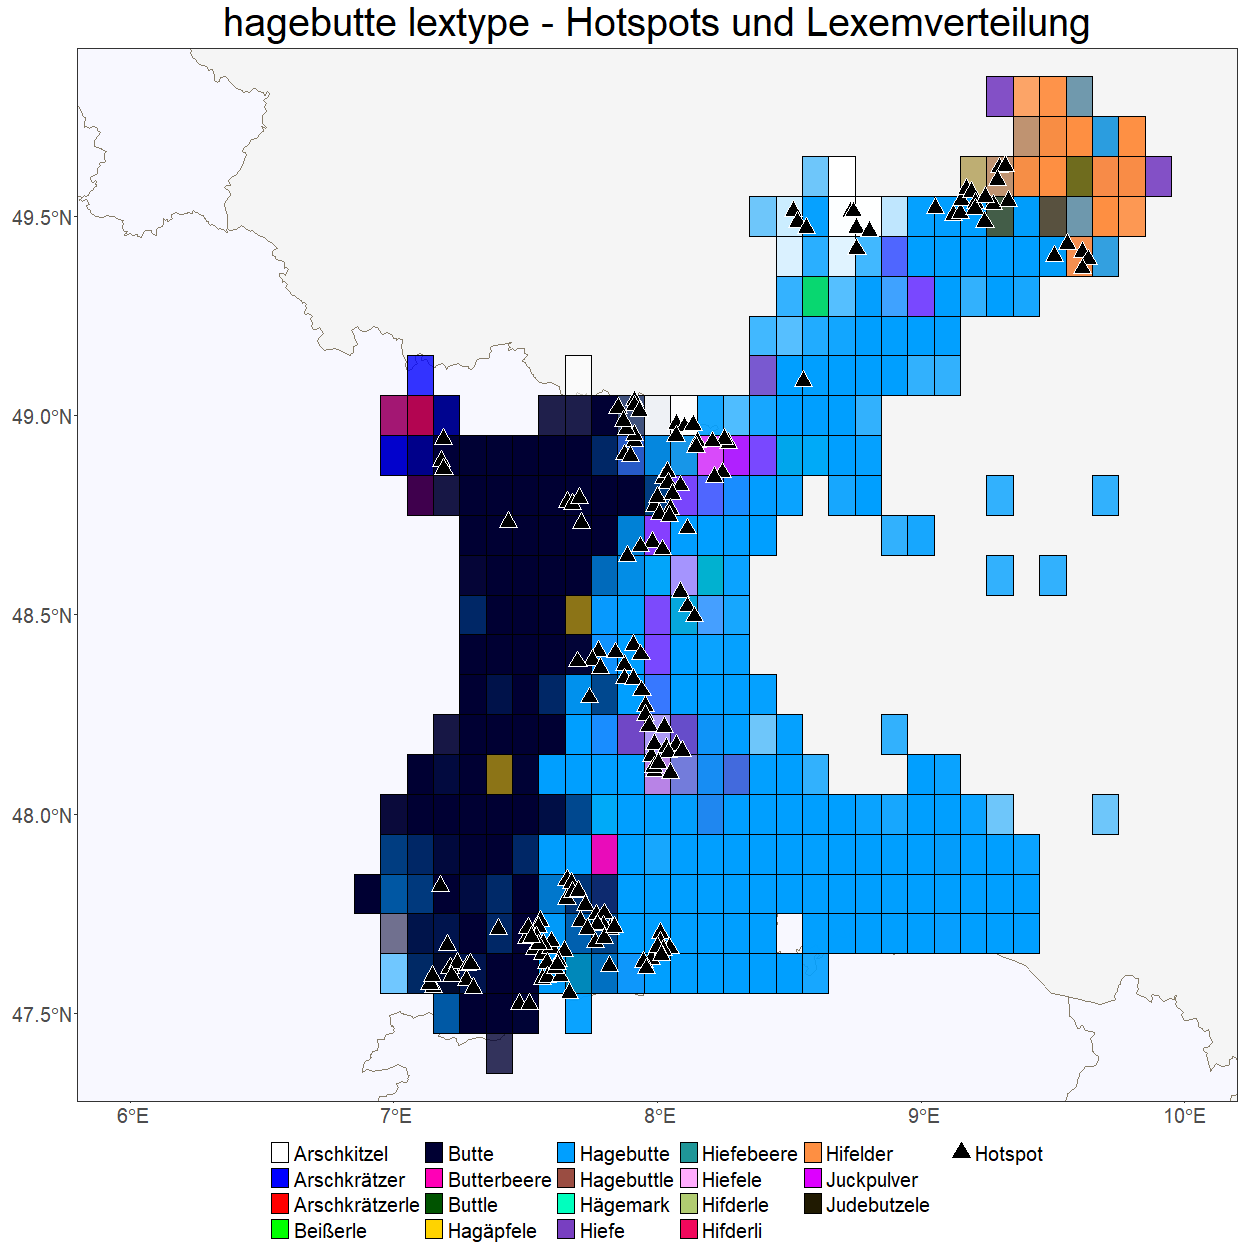 hagebutte lextype - Hotspots und Lexemverteilung
49.5°N
49.0°N
48.5°N
48.0°N
47.5°N
6°E 7°E 8°E 9°E 10°E
Arschkitzel Butte Hagebutte Hiefebeere Hifelder Hotspot
Arschkrätzer Butterbeere Hagebuttle Hiefele Juckpulver
Arschkrätzerle Buttle Hägemark Hifderle Judebutzele
Beißerle Hagäpfele Hiefe Hifderli